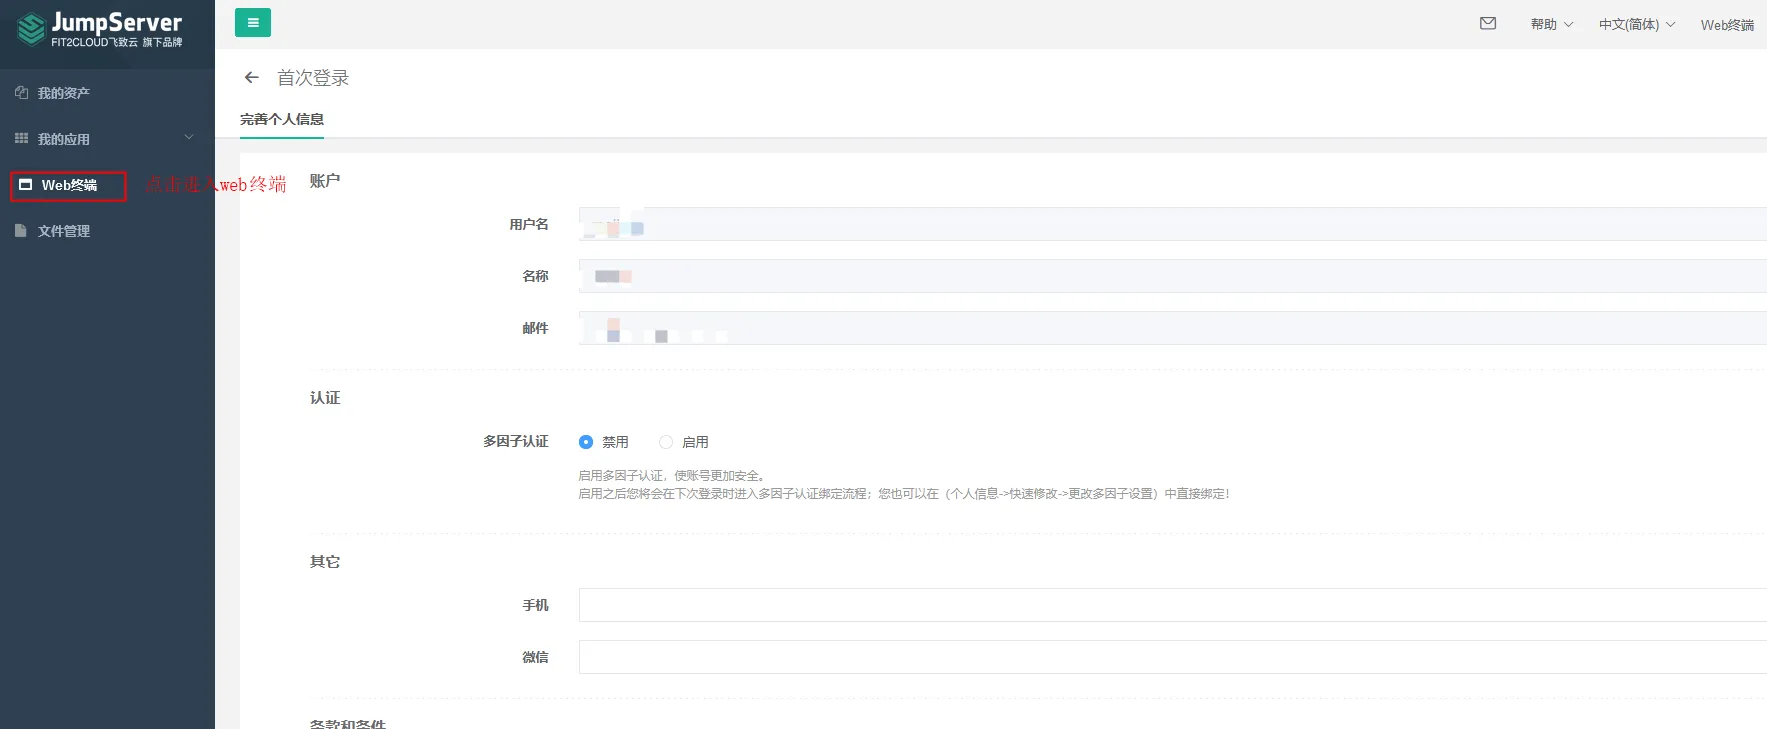 JumpServer
FIT2CLOUD飞致云 旗下品牌
帮助
中文(简体)
Web终端
我的资产
我的应用
Web终端
文件管理
点击进入web终端
首次登录
完善个人信息
账户
用户名
名称
邮件
认证
多因子认证
禁用
启用
启用多因子认证，使账号更加安全。
启用之后您将会在下次登录时进入多因子认证绑定流程；您也可以在（个人信息->快速修改->更改多因子设置）中直接绑定！
其它
手机
微信
条款和条件